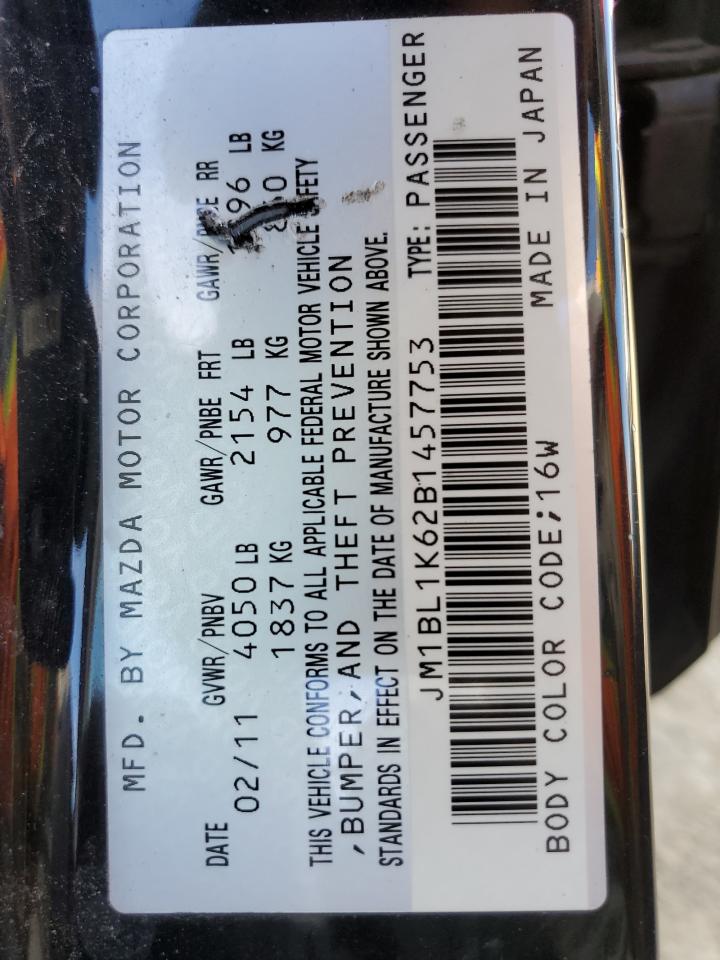 MFD. BY MAZDA MOTOR CORPORATION
DATE GVWR/PNBV GAWR/PNBE FRT GAWR/ RR
02/11 4050 LB 2154 LB LB
1837 KG 977 KG KG
THIS VEHICLE CONFORMS TO ALL APPLICABLE FEDERAL MOTOR VEHICLE SAFETY
,BUMPER,AND THEFT PREVENTION
STANDARDS IN EFFECT ON THE DATE OF MANUFACTURE SHOWN ABOVE.
JM1BL1K62B1457753 TYPE: PASSENGER
BODY COLOR CODE;16W MADE IN JAPAN